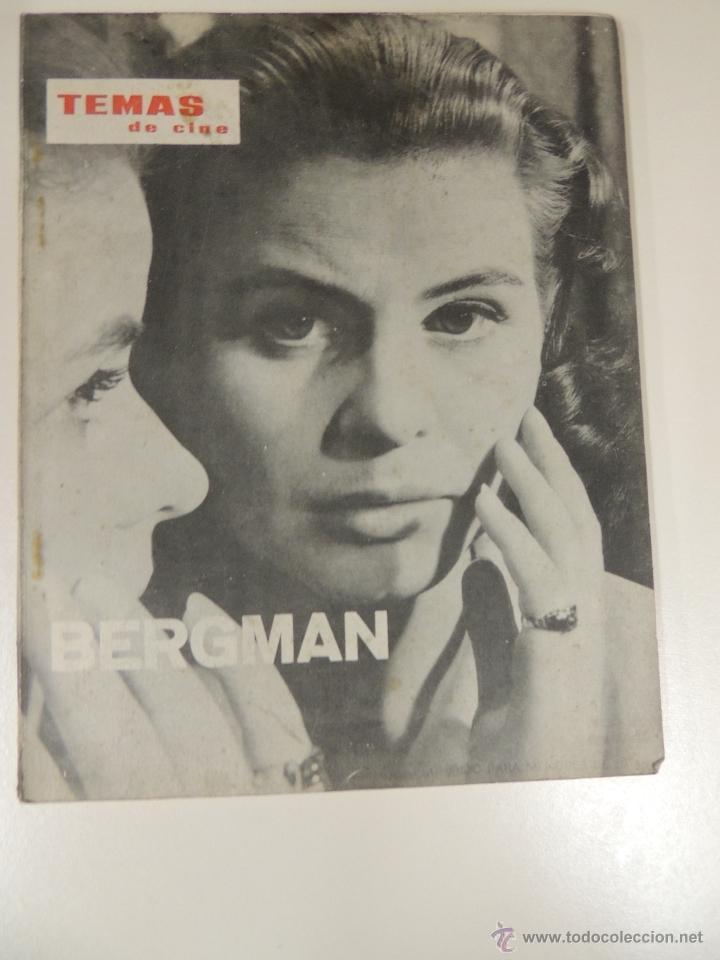 TEMAS
de cine
BERGMAN
© www.todocoleccion.net